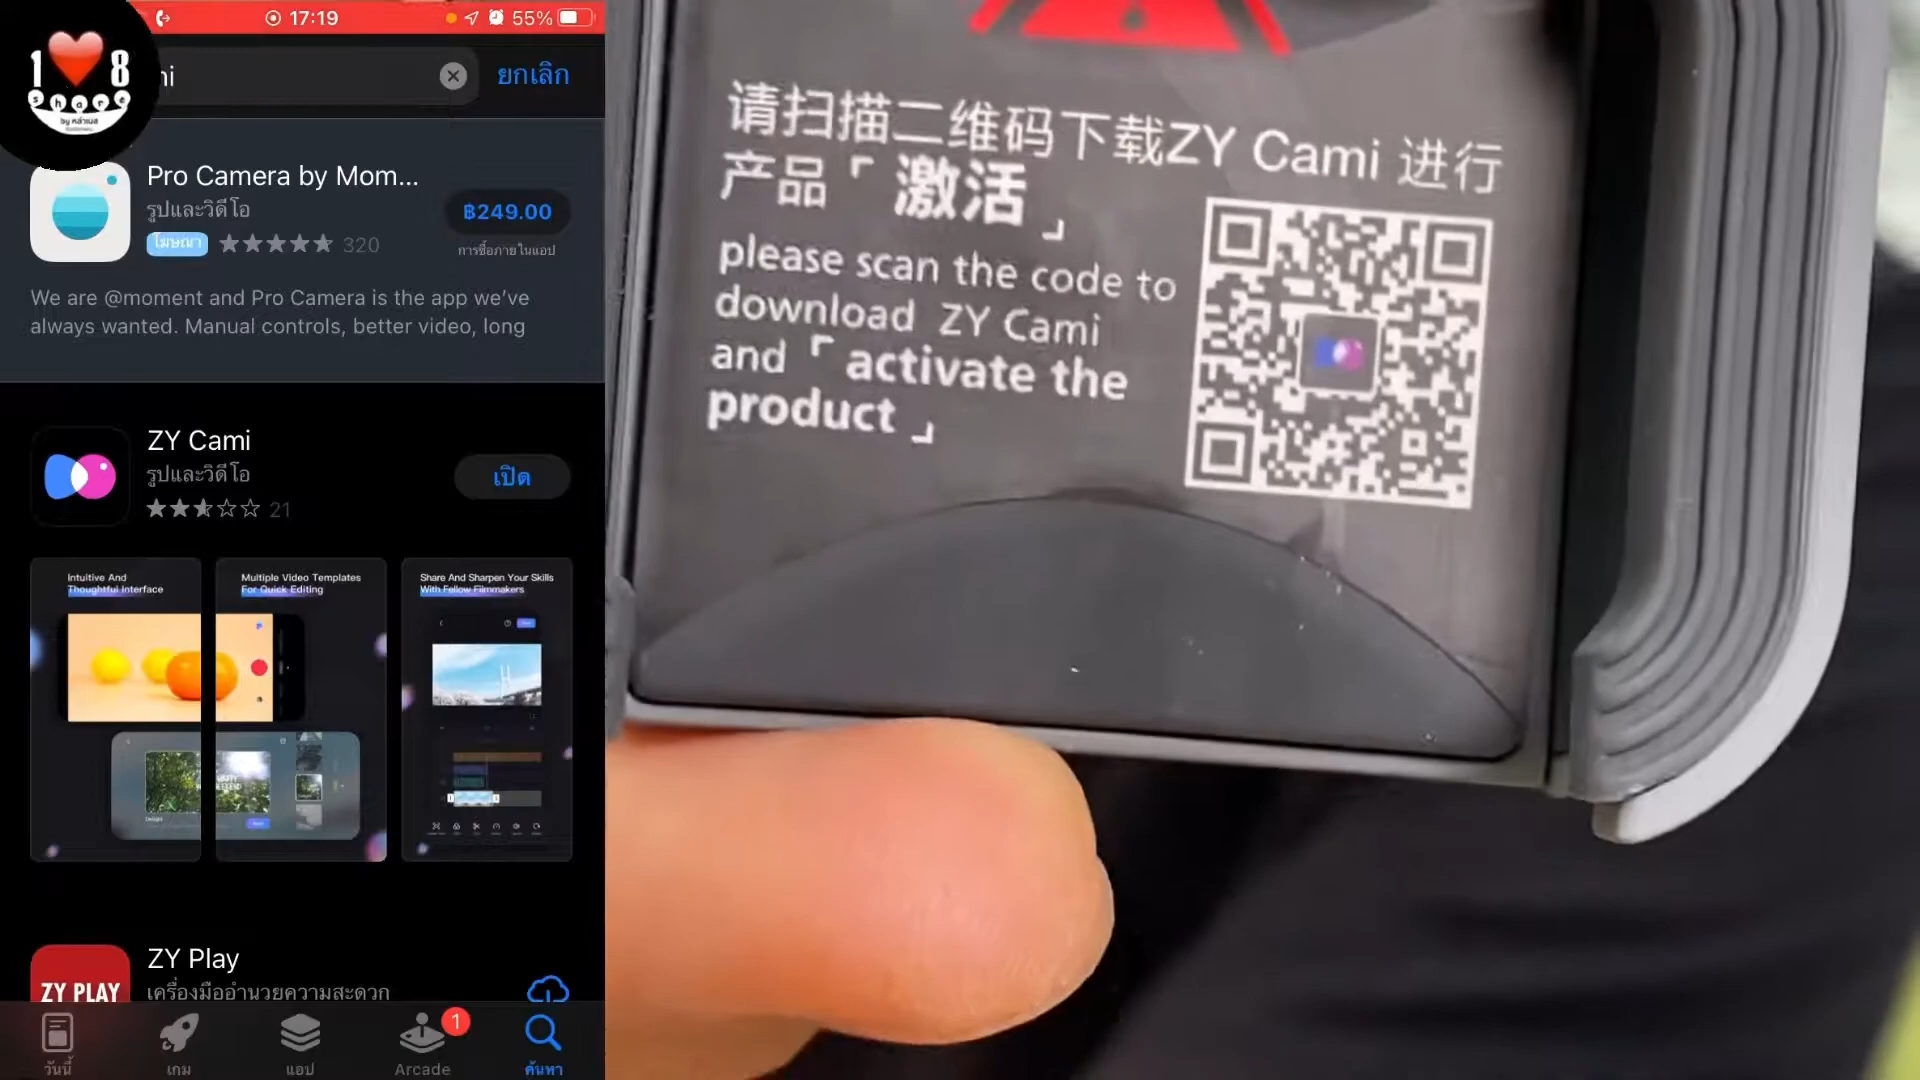 17:19
55%
1 8
share
ni
ยกเลิก
Pro Camera by Mom...
รูปและวิดีโอ
โฆษณา
320
฿249.00
การซื้อภายในแอป
We are @moment and Pro Camera is the app we've
always wanted. Manual controls, better video, long
ZY Cami
รูปและวิดีโอ
21
เปิด
Intuitive And
Thoughtful Interface
Multiple Video Templates
For Quick Editing
Share And Sharpen Your Skills
With Fellow Filmmakers
ZY Play
เครื่องมืออำนวยความสะดวก
ZY PLAY
วันนี้
เกม
แอป
Arcade
1
ค้นหา
请扫描二维码下载ZY Cami 进行
产品「激活」
please scan the code to
download ZY Cami
and「activate the
product」